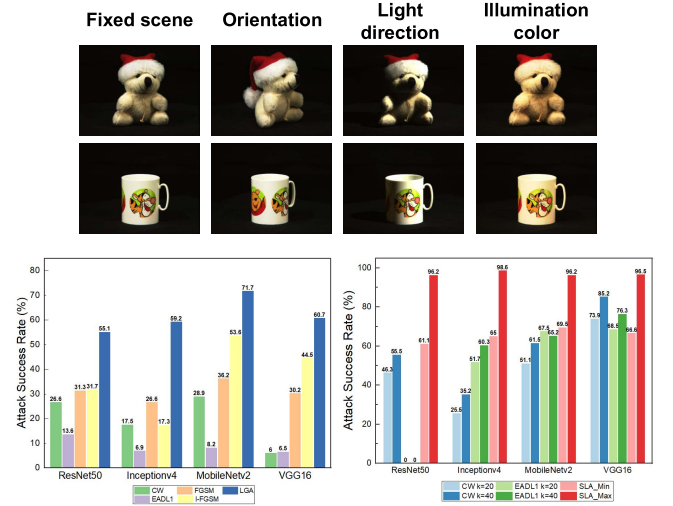 Fixed scene
Orientation
Light
direction
Illumination
color
Attack Success Rate (%)
80
70
60
50
40
30
20
10
0
26.6
13.6
31.3
31.7
55.1
17.5
6.9
26.6
17.3
59.2
28.9
8.2
36.2
53.6
71.7
6
6.5
30.2
44.5
60.7
ResNet50
Inceptionv4
MobileNetv2
VGG16
CW
FGSM
LGA
EADL1
I-FGSM
Attack Success Rate (%)
100
80
60
40
20
0
46.3
55.5
0
0
61.1
96.2
25.5
35.2
51.7
60.3
65
98.6
51.1
61.5
67.5
65.2
69.5
96.2
73.9
85.2
68.5
76.3
66.6
96.5
ResNet50
Inceptionv4
MobileNetv2
VGG16
CW k=20
EADL1 k=20
SLA_Min
CW k=40
EADL1 k=40
SLA_Max